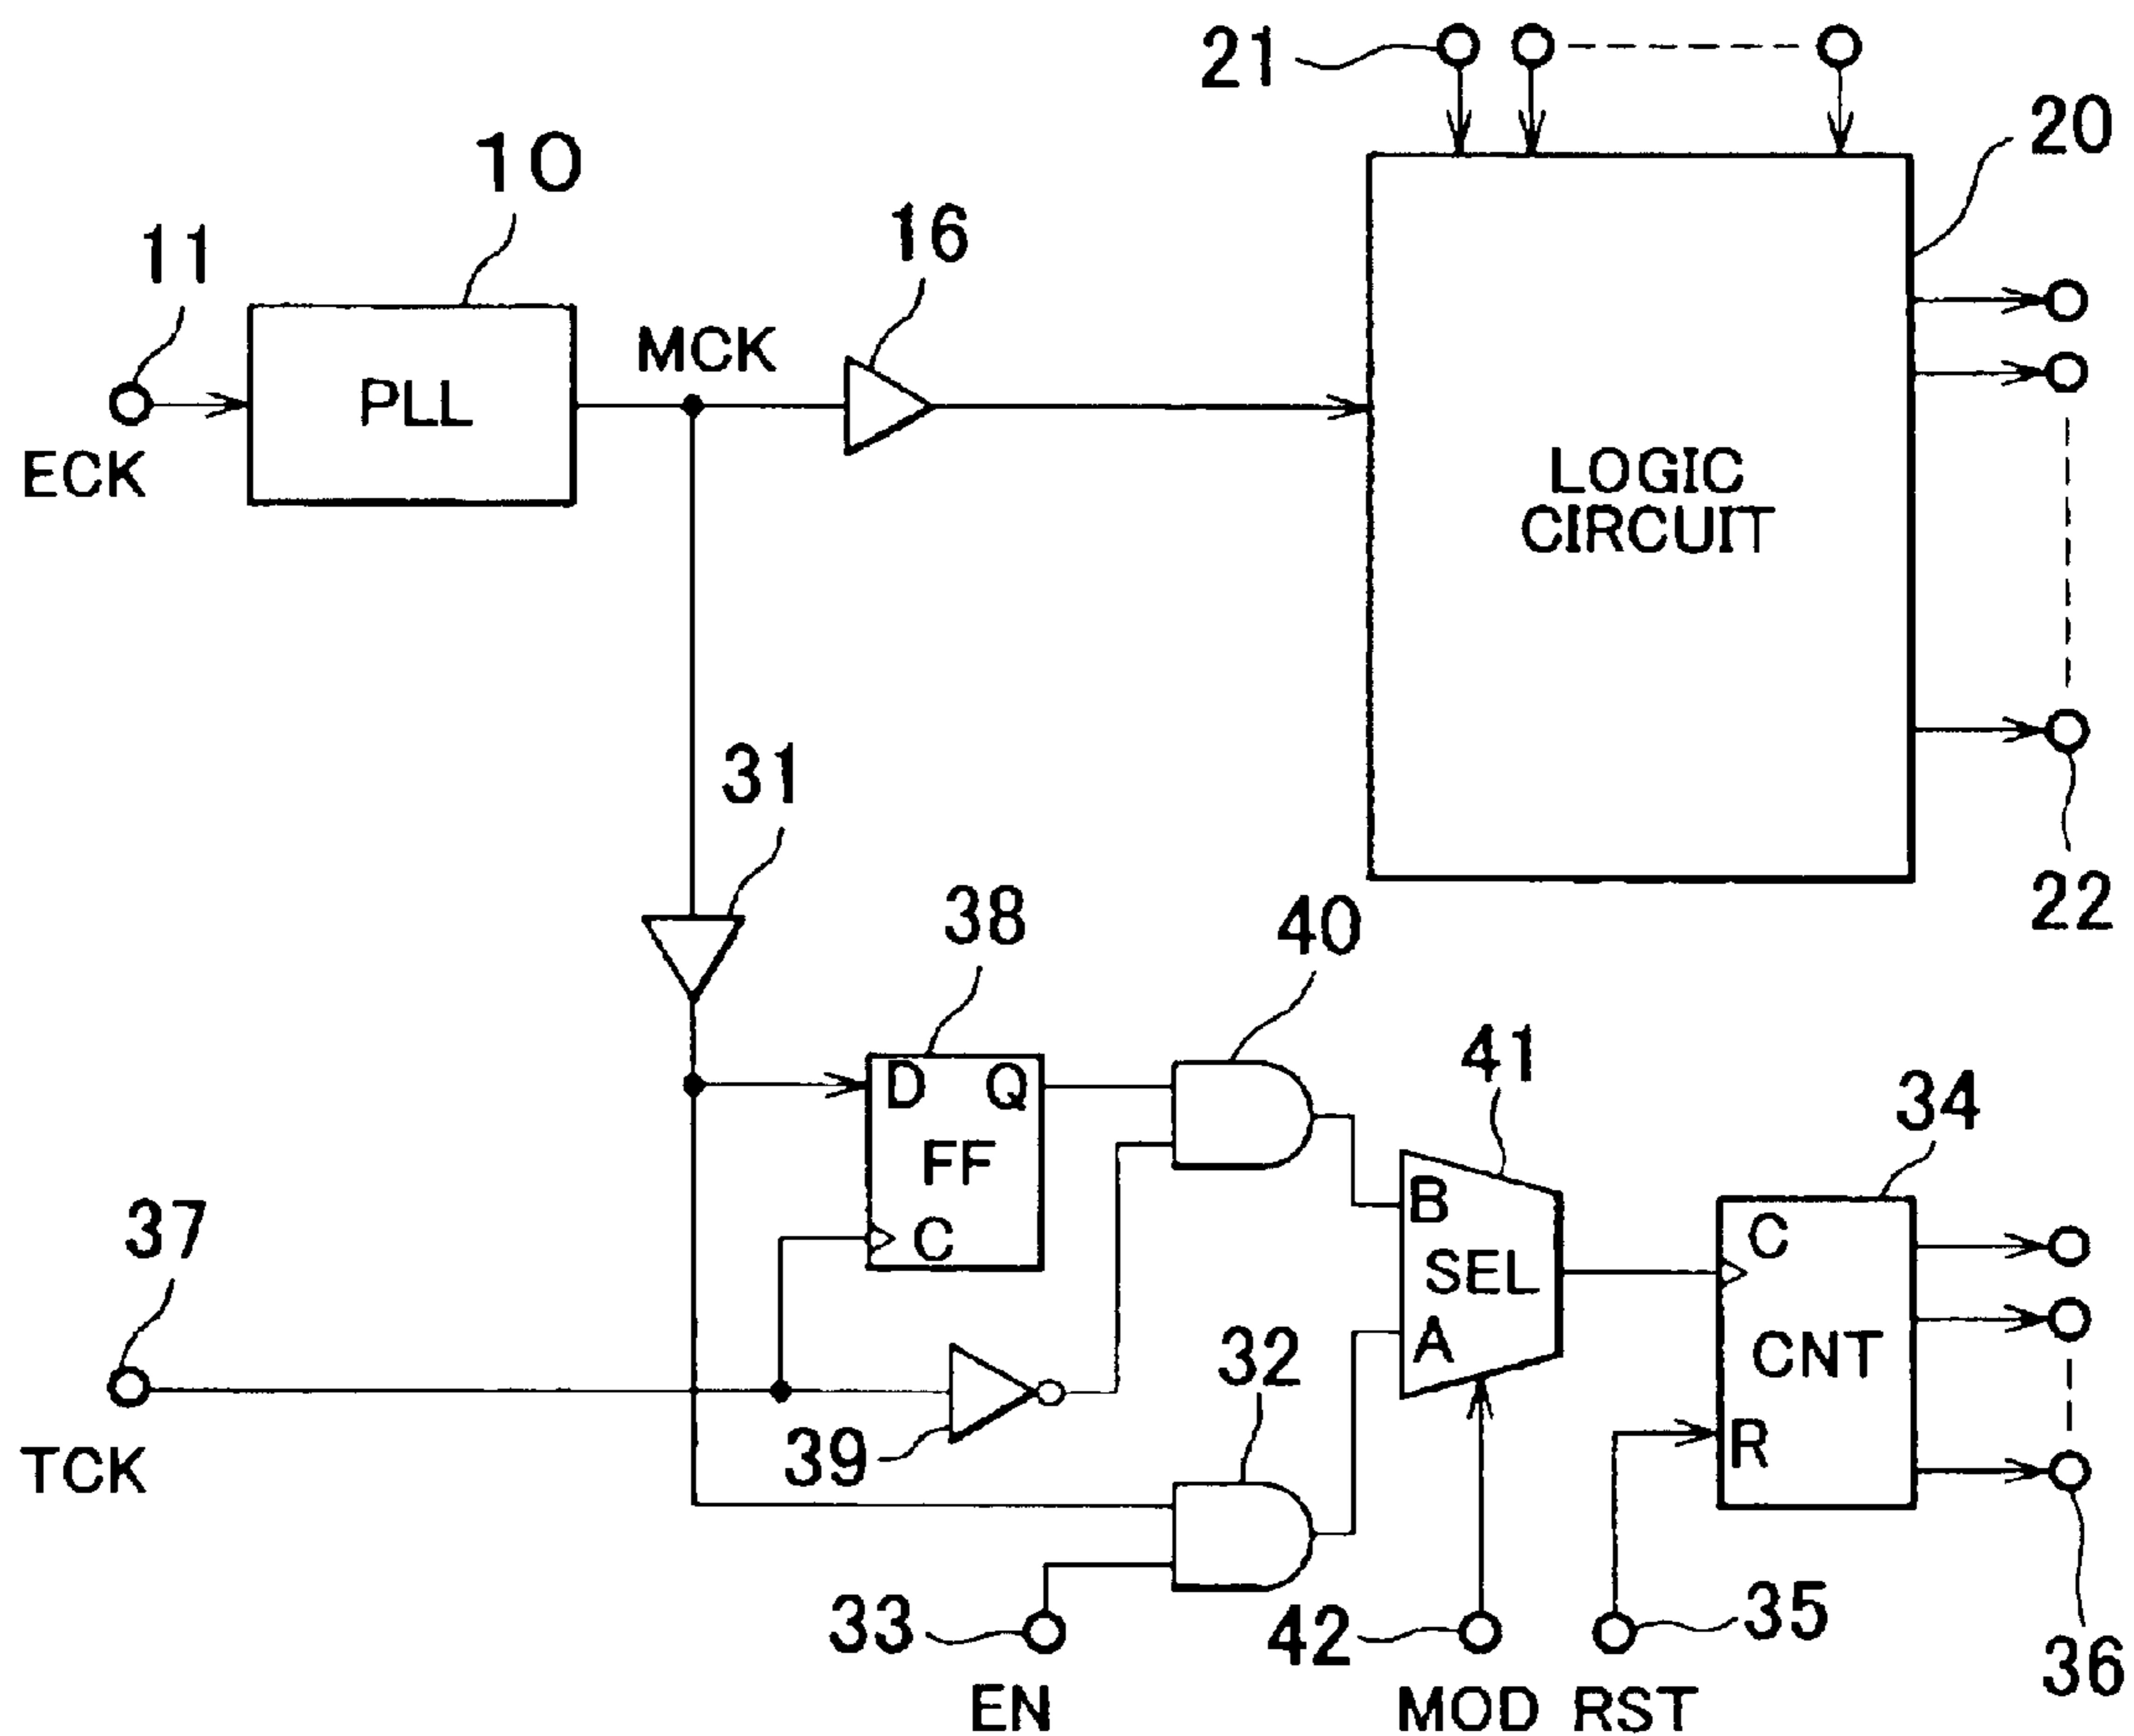 21
20
10
16
11
MCK
PLL
ECK
LOGIC
CIRCUIT
31
38
40
22
41
34
D Q
FF
C
B
SEL
A
37
C
CNT
R
32
39
TCK
33
42
35
36
EN
MOD RST